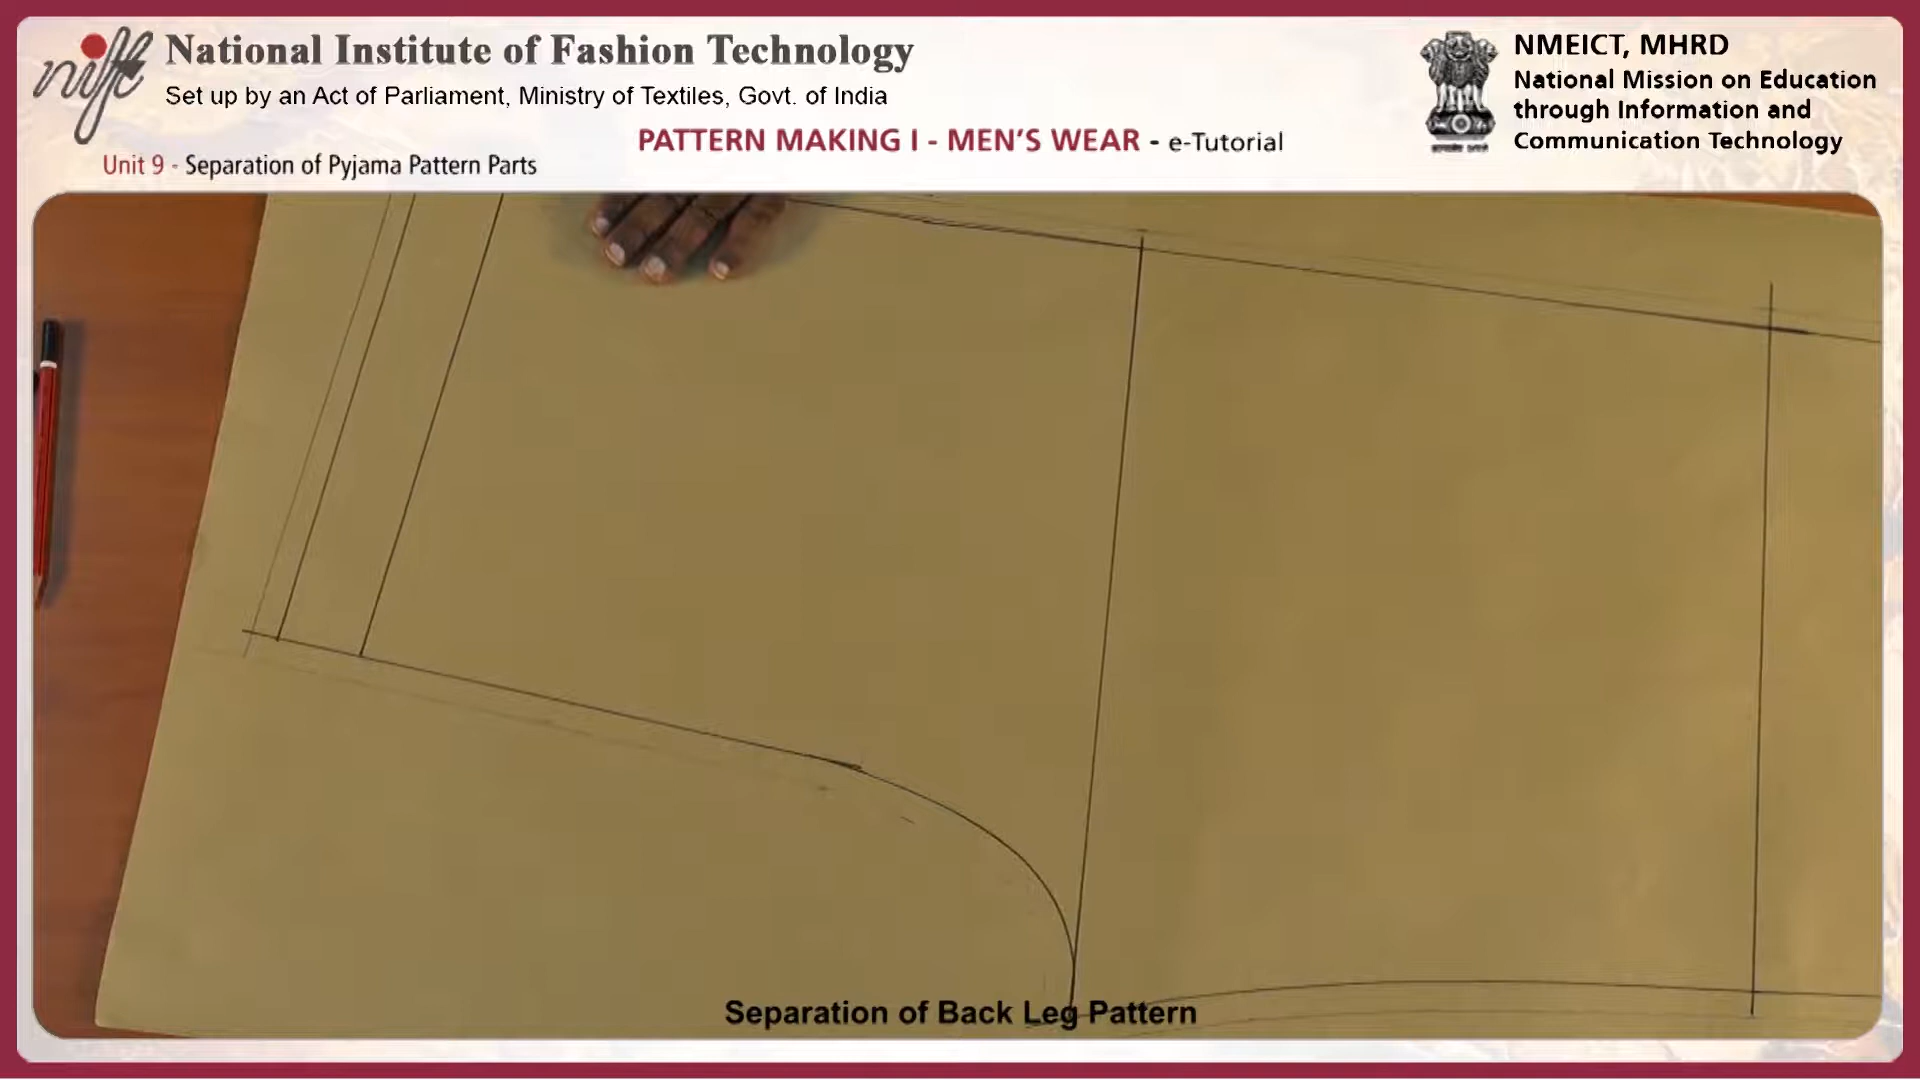 nift
National Institute of Fashion Technology
Set up by an Act of Parliament, Ministry of Textiles, Govt. of India
NMEICT, MHRD
National Mission on Education
through Information and
Communication Technology
PATTERN MAKING I - MEN'S WEAR - e-Tutorial
Unit 9 - Separation of Pyjama Pattern Parts
Separation of Back Leg Pattern